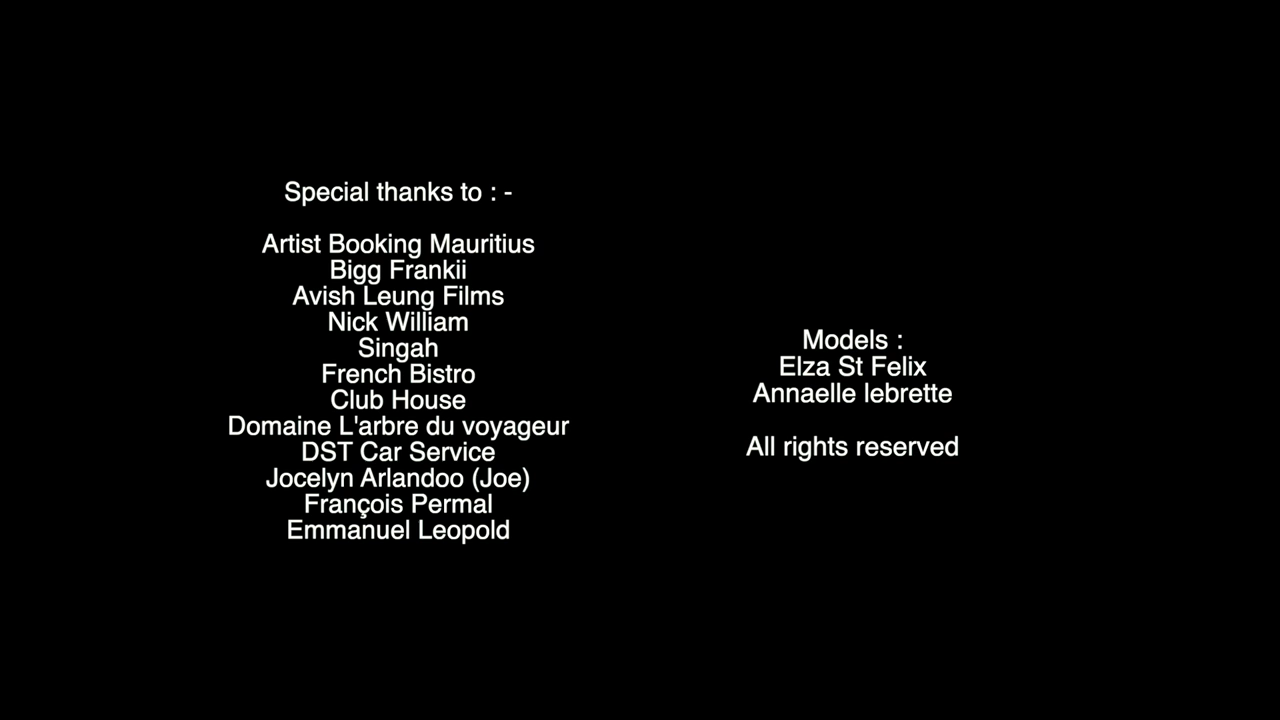 Special thanks to : -
Artist Booking Mauritius
Bigg Frankii
Avish Leung Films
Nick William
Singah
French Bistro
Club House
Domaine L'arbre du voyageur
DST Car Service
Jocelyn Arlandoo (Joe)
François Permal
Emmanuel Leopold
Models :
Elza St Felix
Annaelle lebrette
All rights reserved